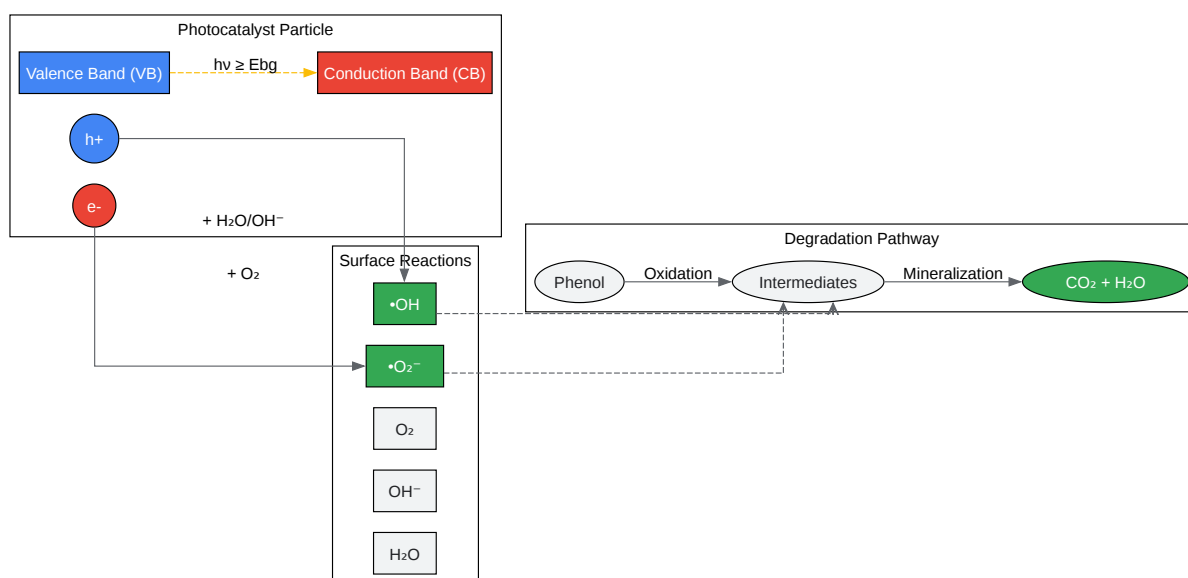 Photocatalyst Particle
Valence Band (VB)
hν ≥ Ebg
Conduction Band (CB)
h+
e-
+ H₂O/OH⁻
+ O₂
Surface Reactions
•OH
•O₂⁻
O₂
OH⁻
H₂O
Degradation Pathway
Phenol
Oxidation
Intermediates
Mineralization
CO₂ + H₂O